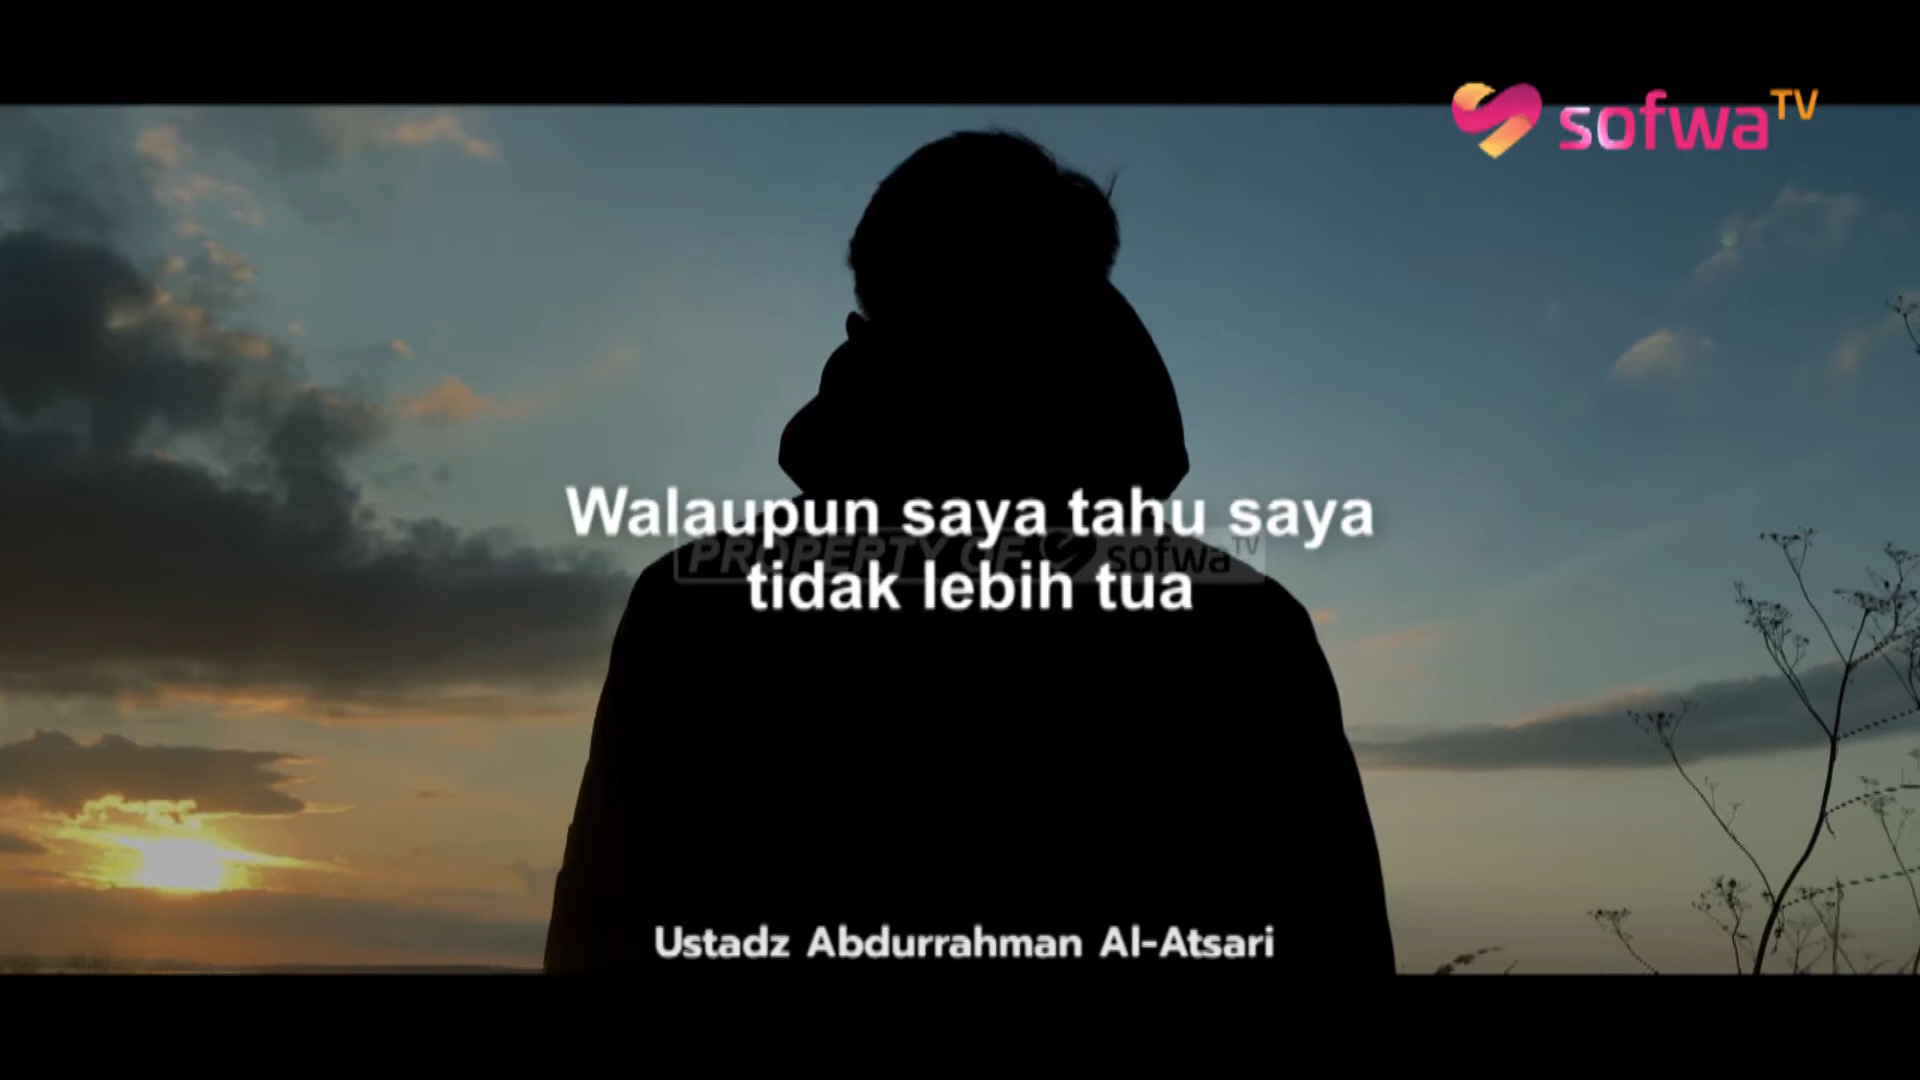 sofwa TV
Walaupun saya tahu saya
PROPERTY OF sofwa TV
tidak lebih tua
Ustadz Abdurrahman Al-Atsari